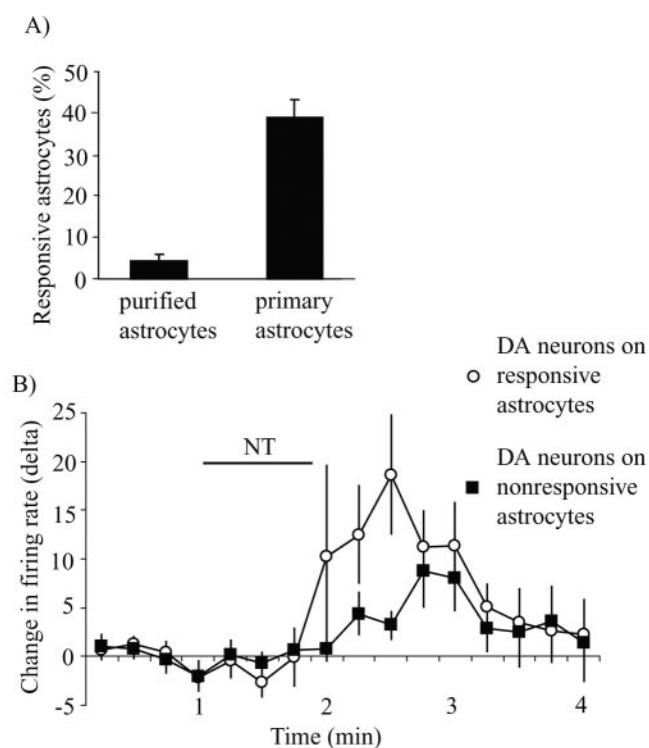 A)
Responsive astrocytes (%)
50
40
30
20
10
0
purified
astrocytes
primary
astrocytes
DA neurons on
responsive
astrocytes
DA neurons on
nonresponsive
astrocytes
B)
Change in firing rate (delta)
25
20
15
10
5
0
-5
NT
1
2
3
4
Time (min)